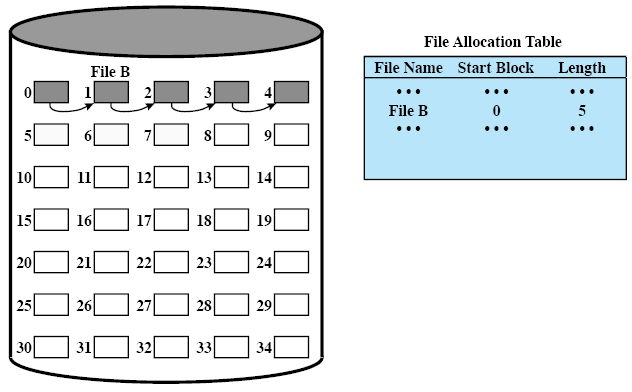 File Allocation Table
File Name Start Block Length
••• ••• •••
File B 0 5
••• ••• •••
File B
0 1 2 3 4
5 6 7 8 9
10 11 12 13 14
15 16 17 18 19
20 21 22 23 24
25 26 27 28 29
30 31 32 33 34